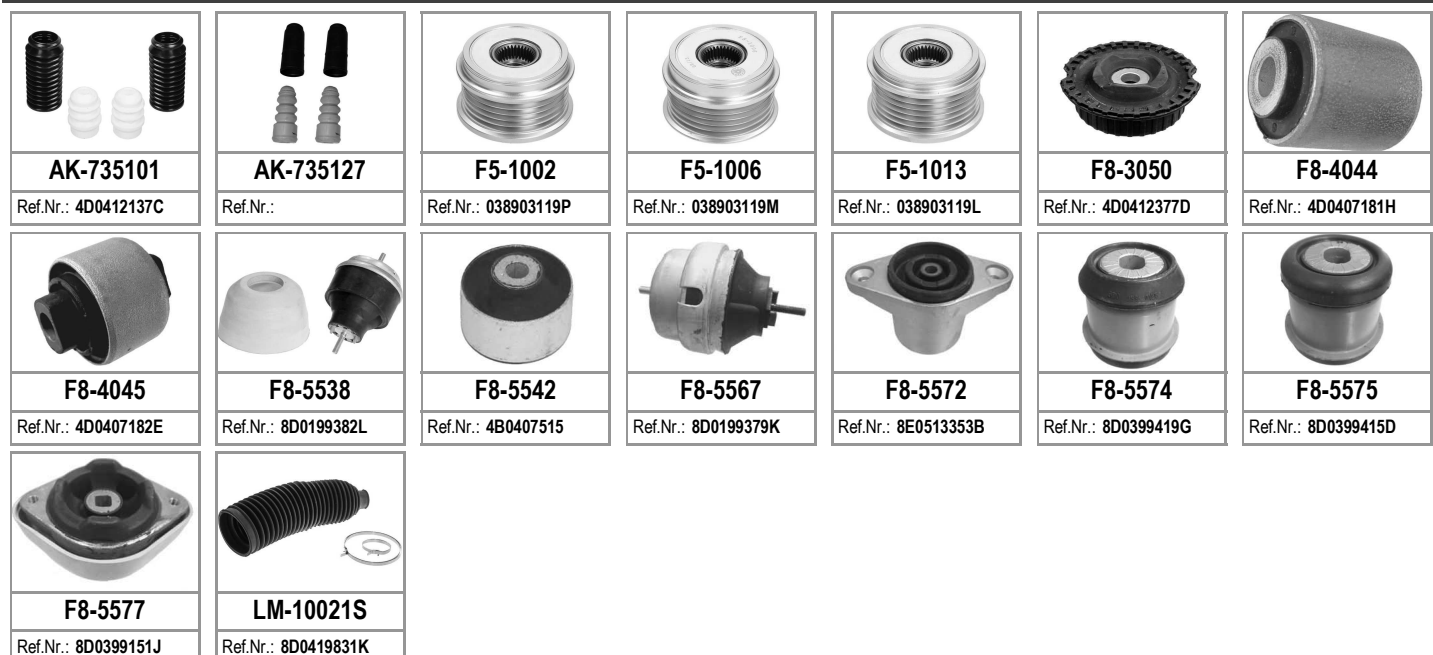 AK-735101
Ref.Nr.: 4D0412137C
AK-735127
Ref.Nr.:
F5-1002
Ref.Nr.: 038903119P
F5-1006
Ref.Nr.: 038903119M
F5-1013
Ref.Nr.: 038903119L
F8-3050
Ref.Nr.: 4D0412377D
F8-4044
Ref.Nr.: 4D0407181H
F8-4045
Ref.Nr.: 4D0407182E
F8-5538
Ref.Nr.: 8D0199382L
F8-5542
Ref.Nr.: 4B0407515
F8-5567
Ref.Nr.: 8D0199379K
F8-5572
Ref.Nr.: 8E0513353B
F8-5574
Ref.Nr.: 8D0399419G
F8-5575
Ref.Nr.: 8D0399415D
F8-5577
Ref.Nr.: 8D0399151J
LM-10021S
Ref.Nr.: 8D0419831K